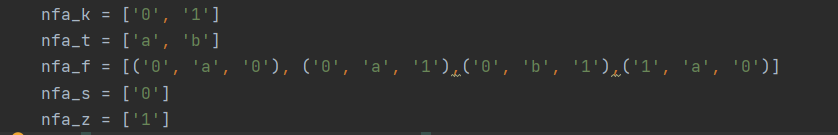 nfa_k = ['0', '1']
nfa_t = ['a', 'b']
nfa_f = [('0', 'a', '0'), ('0', 'a', '1'),('0', 'b', '1'),('1', 'a', '0')]
nfa_s = ['0']
nfa_z = ['1']